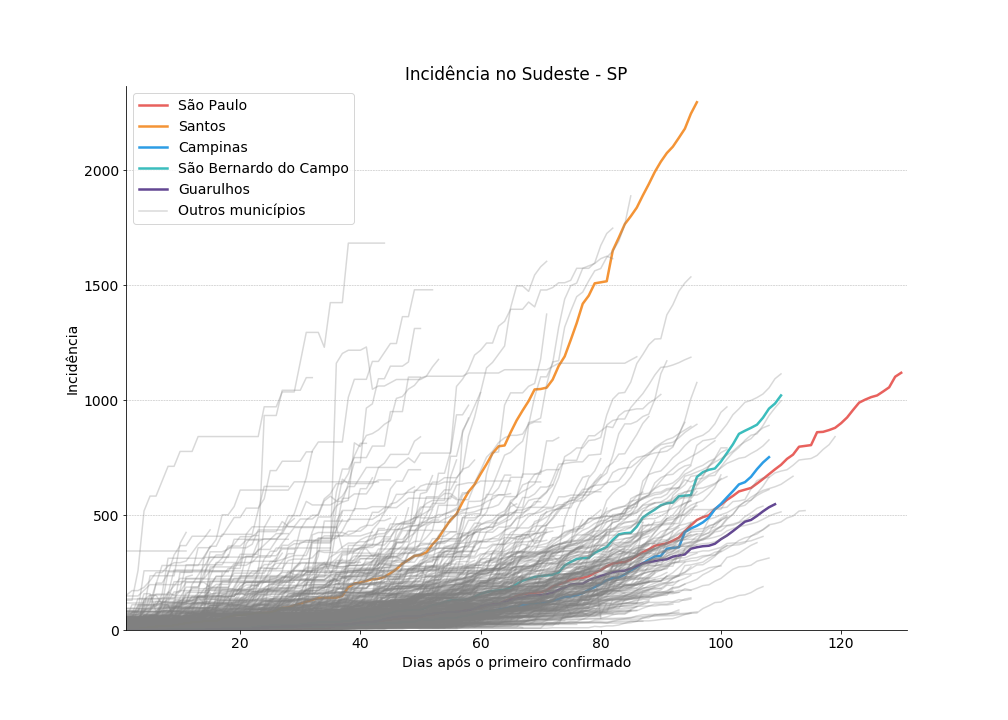 Incidência no Sudeste - SP
São Paulo
Santos
Campinas
São Bernardo do Campo
Guarulhos
Outros municípios
2000
1500
1000
500
0
Incidência
20 40 60 80 100 120
Dias após o primeiro confirmado